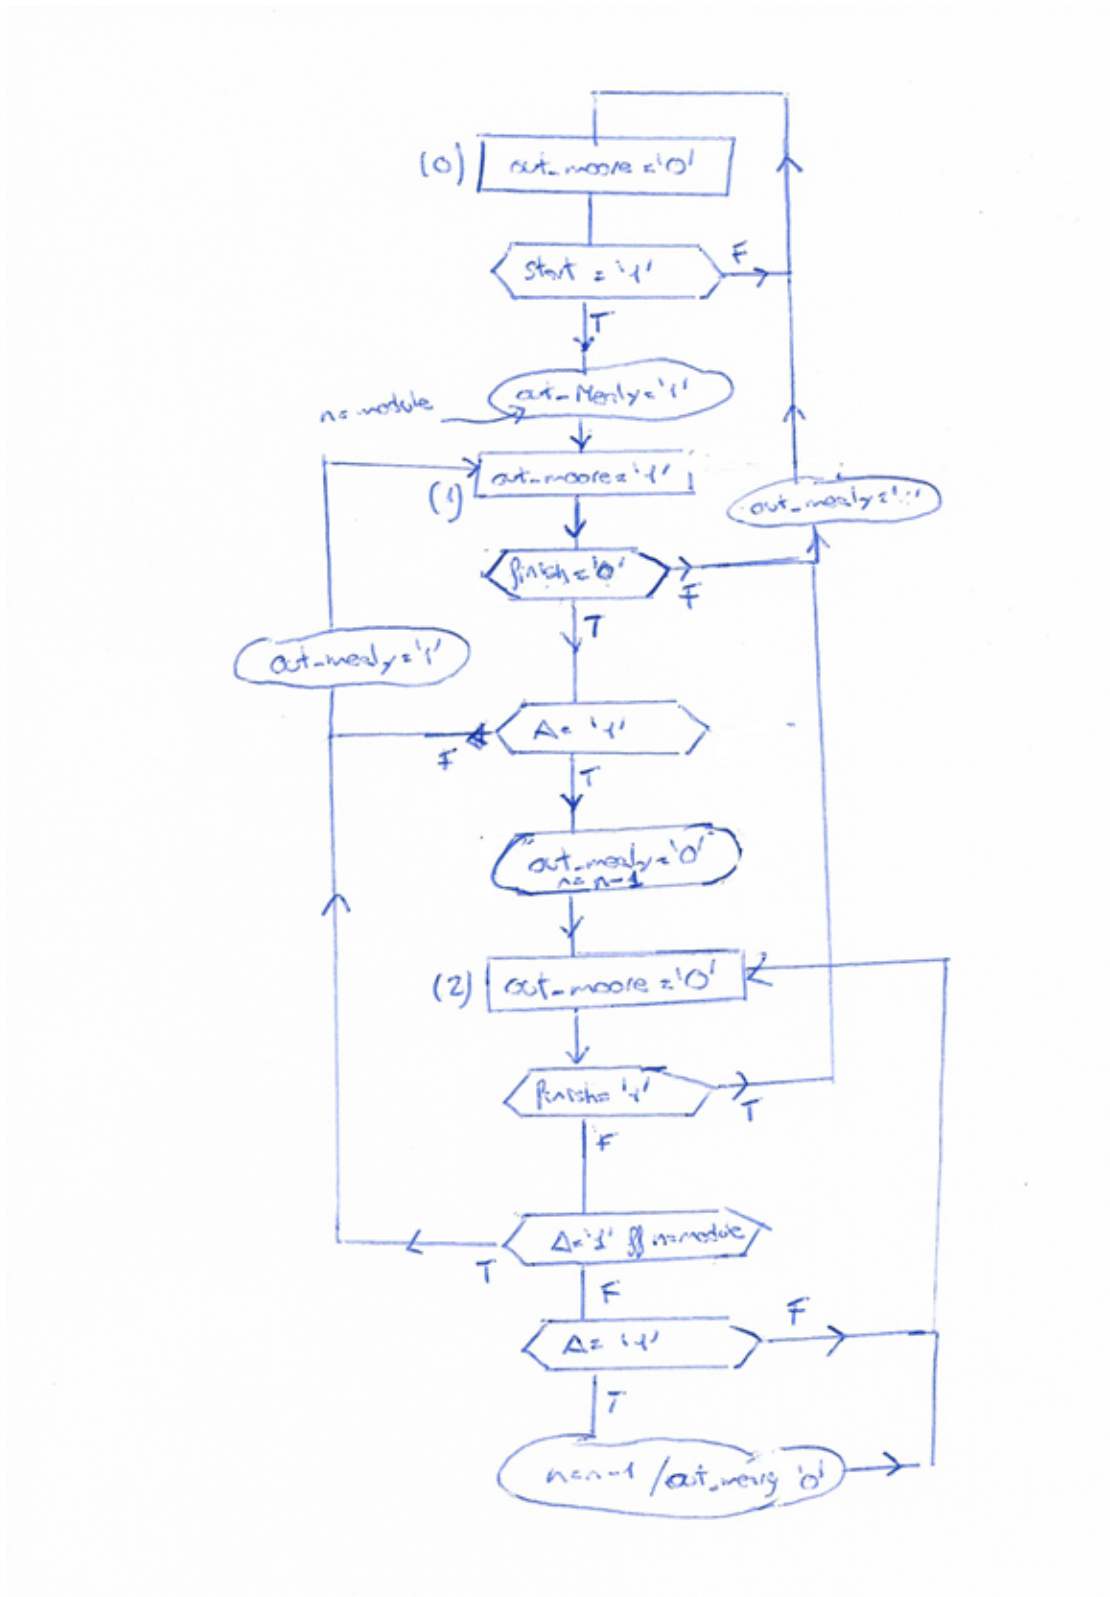 (0) out_moore='0'
start = '1'
F
T
out_Mealy='1'
n=module
out_moore='1'
(1)
out_mealy='1'
finish='0'
F
T
out_mealy='1'
A='1'
F
T
out_mealy='0'
n=n-1
(2) out_moore='0'
finish='1'
T
F
A='1' && n=module
T
F
A='1'
F
T
n=n-1 / out_mealy '0'